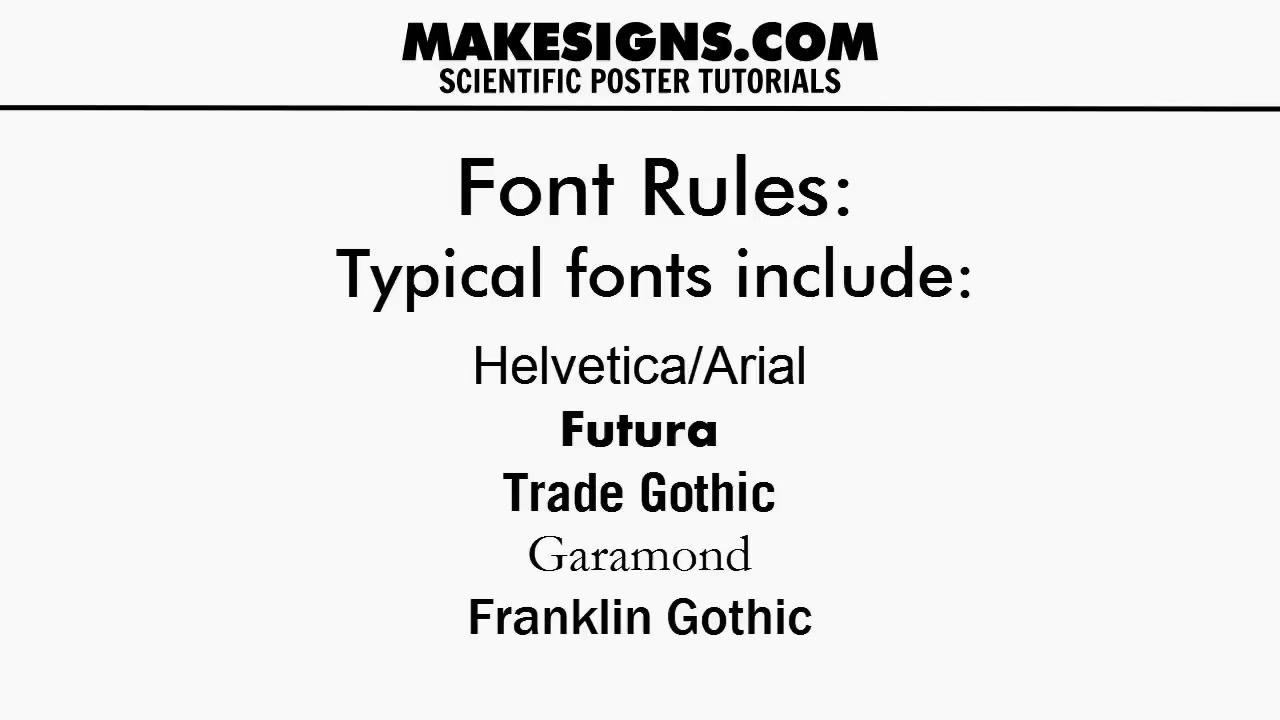 MAKESIGNS.COM
SCIENTIFIC POSTER TUTORIALS
Font Rules:
Typical fonts include:
Helvetica/Arial
Futura
Trade Gothic
Garamond
Franklin Gothic